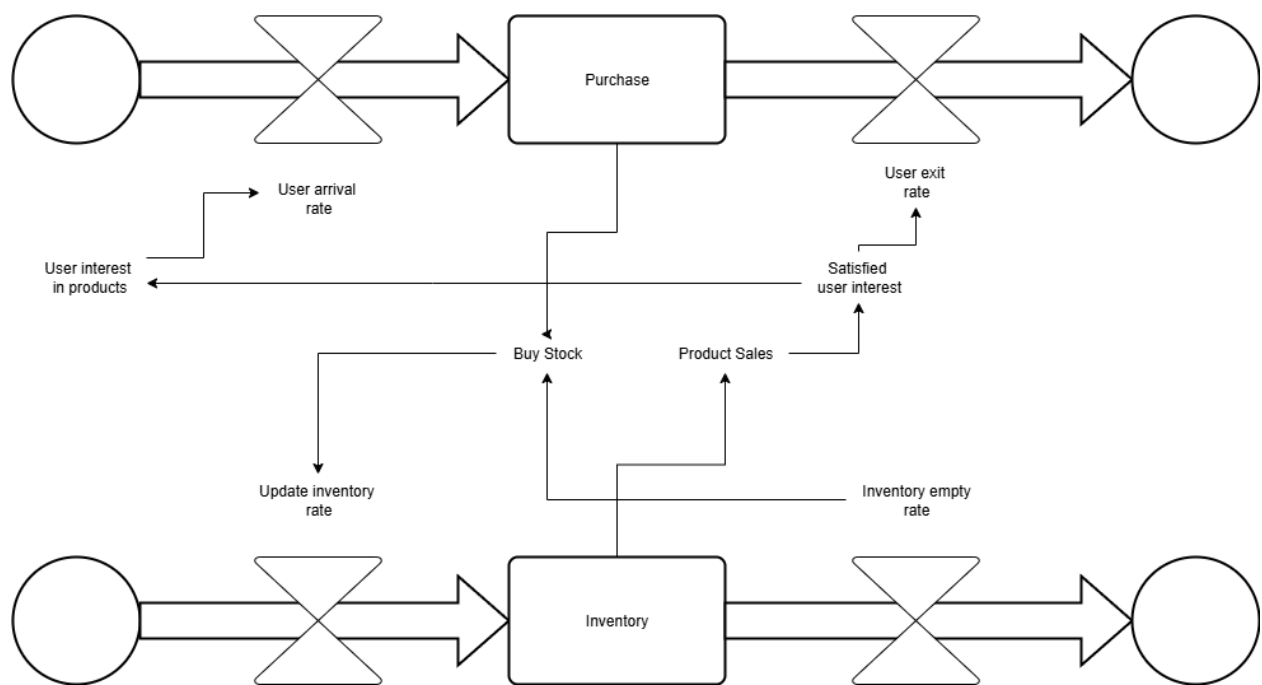 Purchase
User exit
rate
User arrival
rate
User interest
in products
Satisfied
user interest
Buy Stock
Product Sales
Update inventory
rate
Inventory empty
rate
Inventory